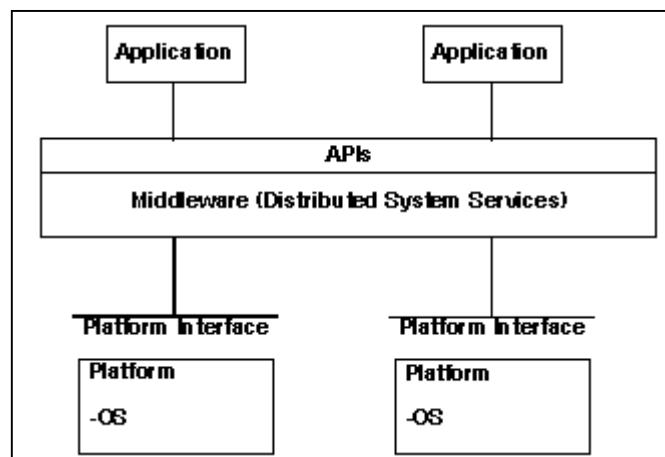 Application
Application
APIs
Middleware (Distributed System Services)
Platform Interface
Platform Interface
Platform
-OS
Platform
-OS